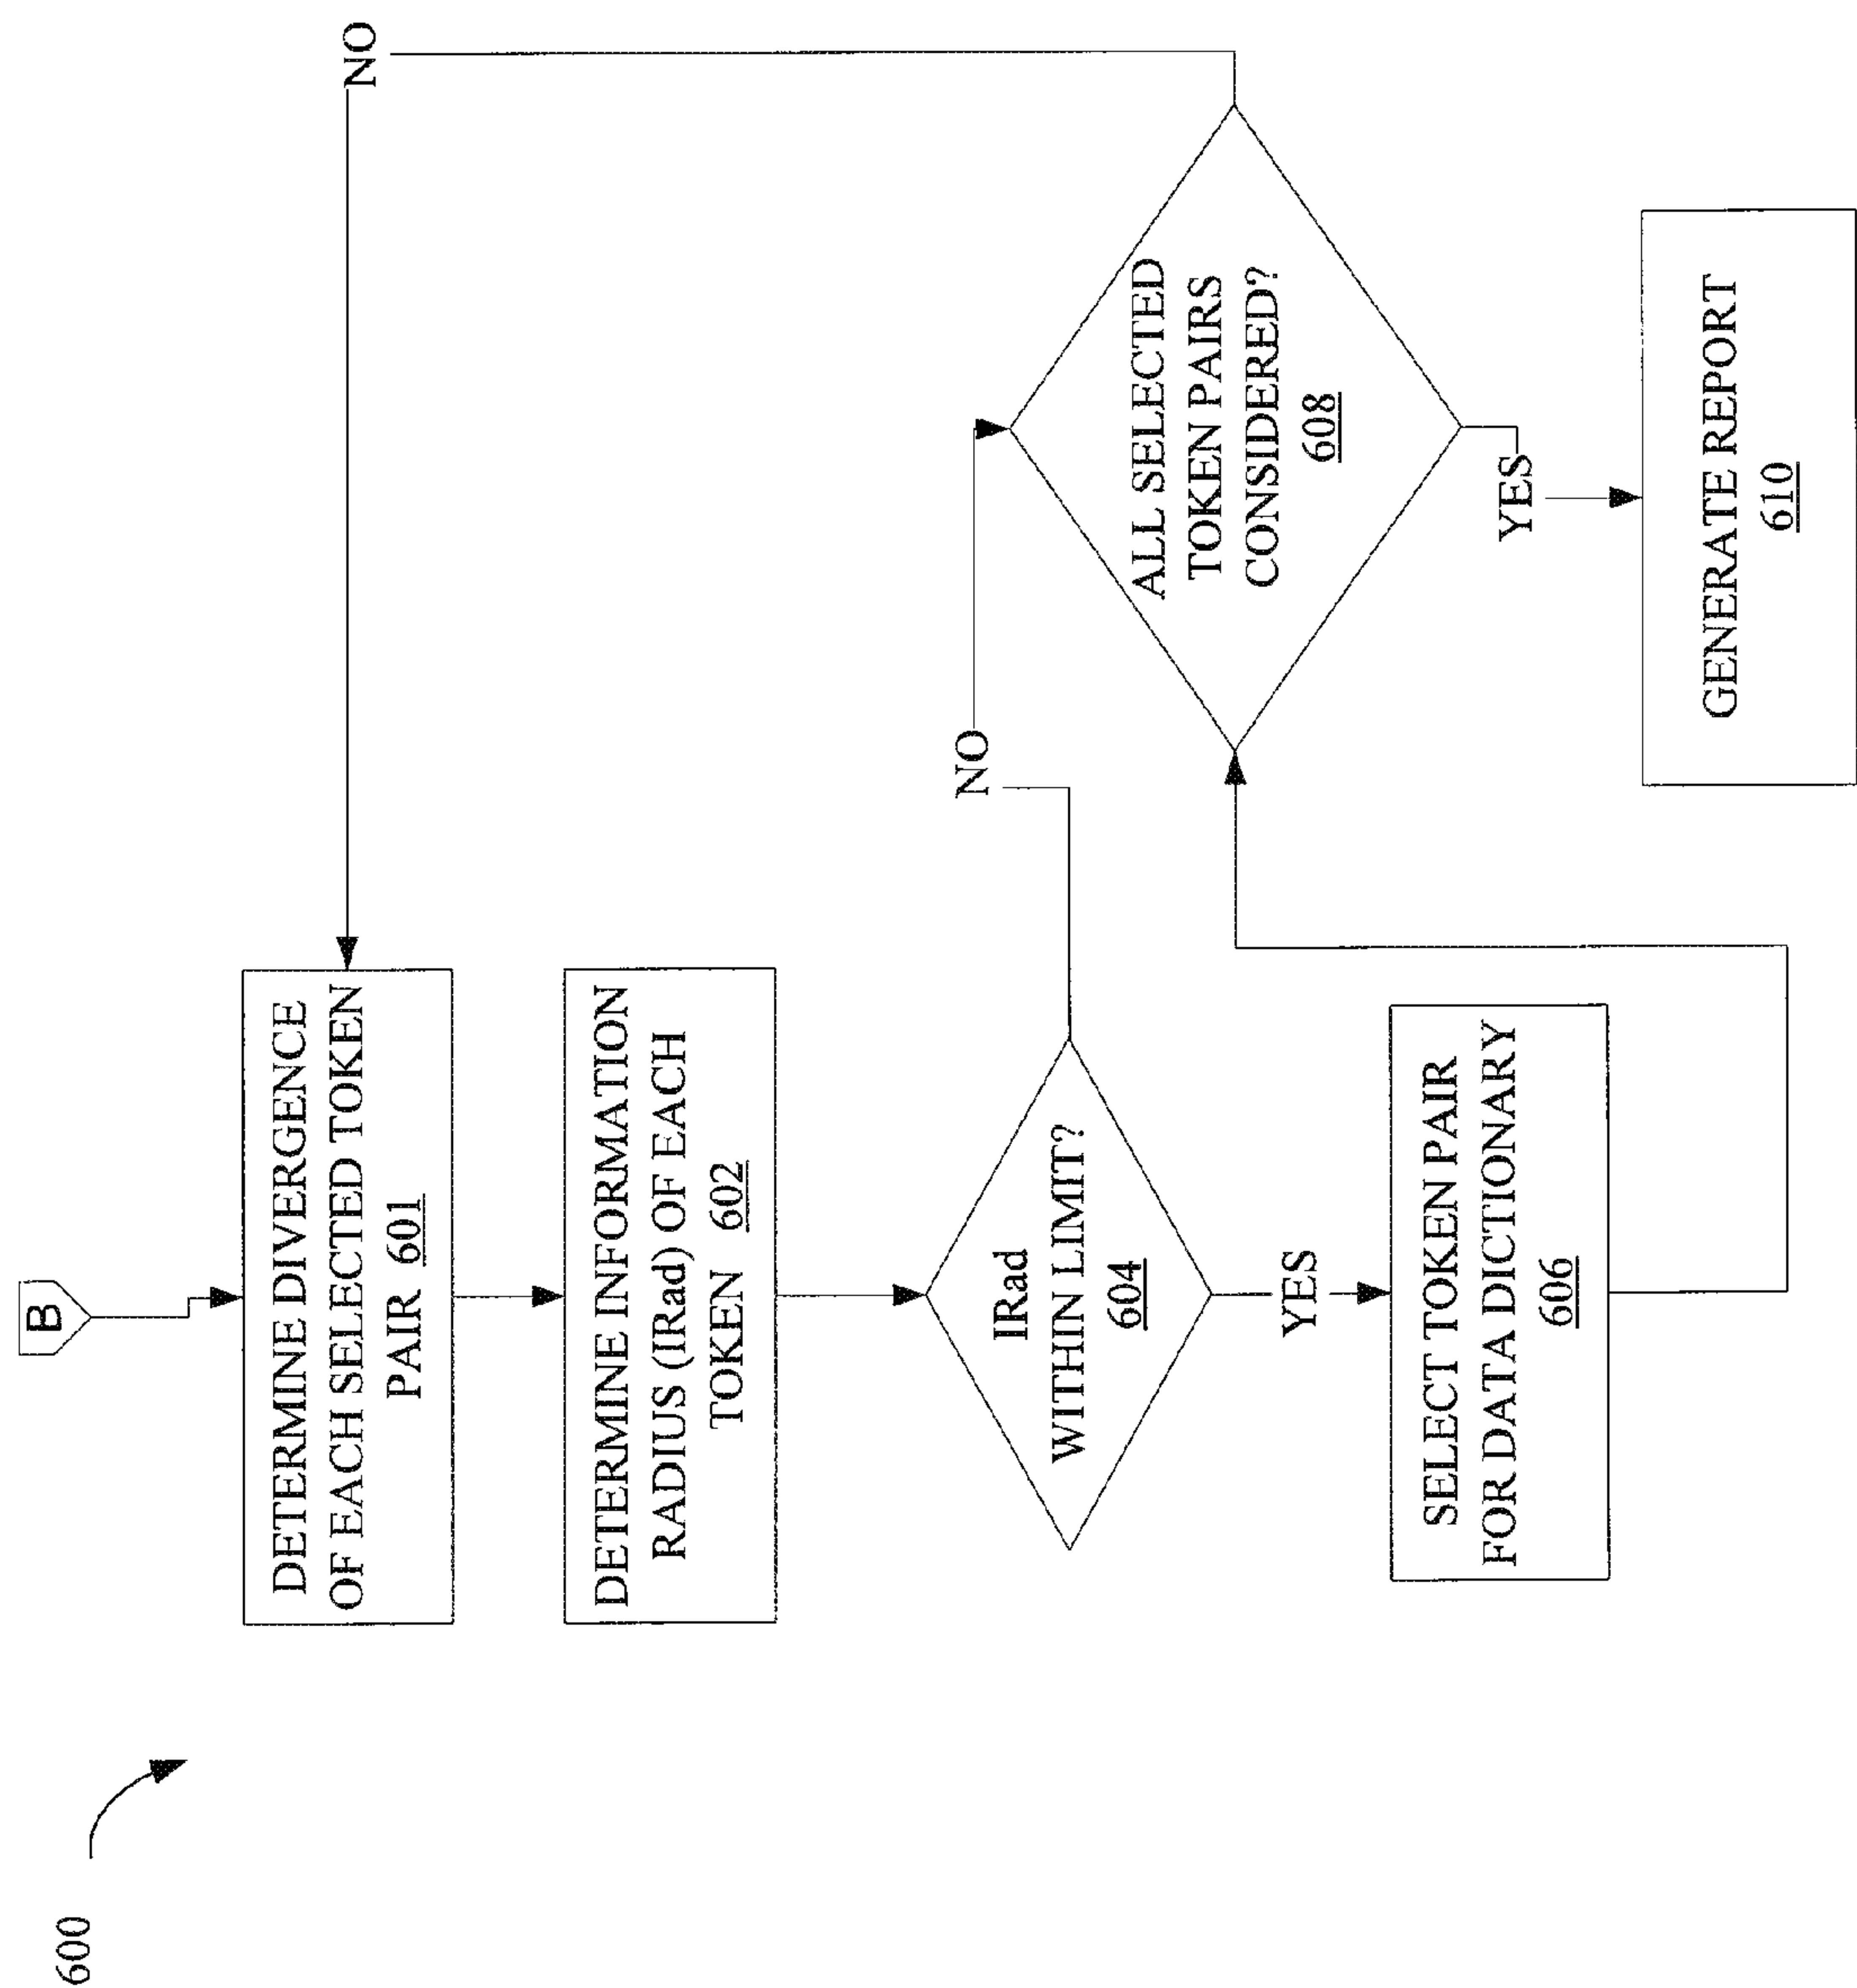 600
B
DETERMINE DIVERGENCE
OF EACH SELECTED TOKEN
PAIR 601
DETERMINE INFORMATION
RADIUS (IRad) OF EACH
TOKEN 602
IRad
WITHIN LIMIT?
604
YES
SELECT TOKEN PAIR
FOR DATA DICTIONARY
606
NO
ALL SELECTED
TOKEN PAIRS
CONSIDERED?
608
NO
YES
GENERATE REPORT
610